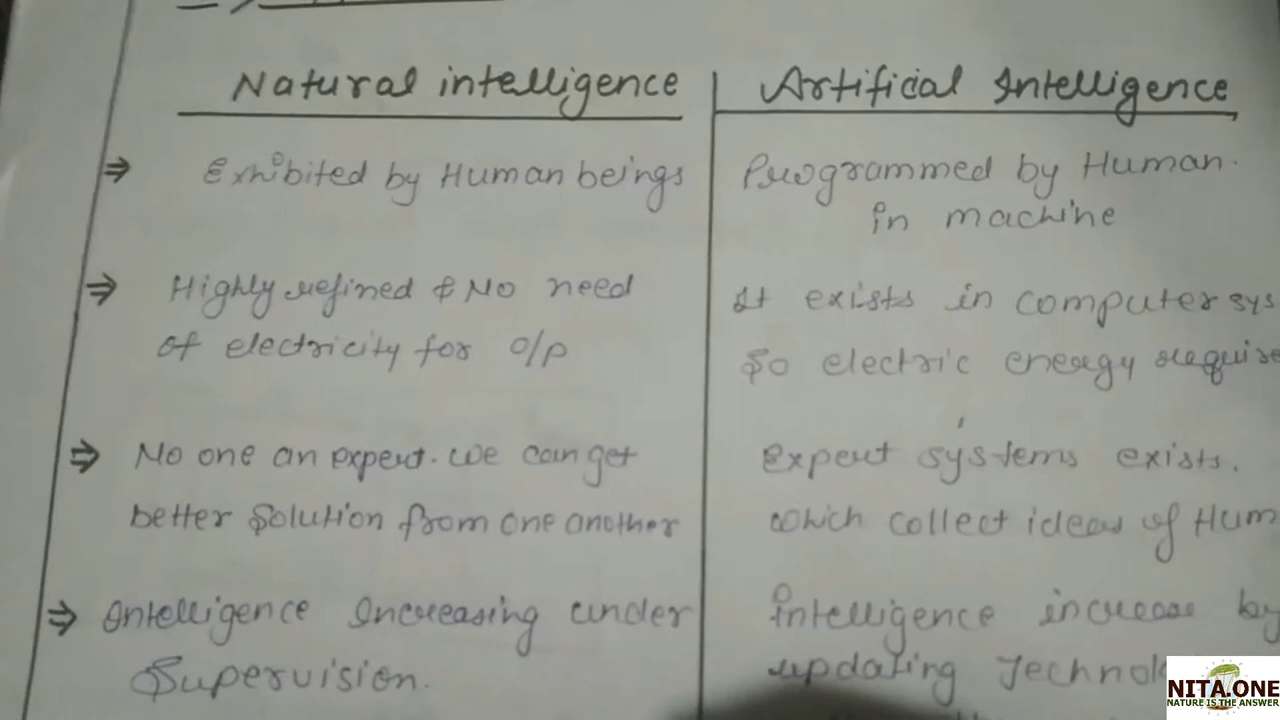 Natural intelligence
Exhibited by Human beings
Highly refined & No need
of electricity for o/p
No one an expert. we can get
better solution from one another
Intelligence Increasing under
Supervision.
Artifical Intelligence
Programmed by Human.
in machine
It exists in computer sys
So electric energy require
Expert systems exists.
which collect ideas of Hum
intelligence increase by
updating Technol
NITA.ONE
NATURE IS THE ANSWER